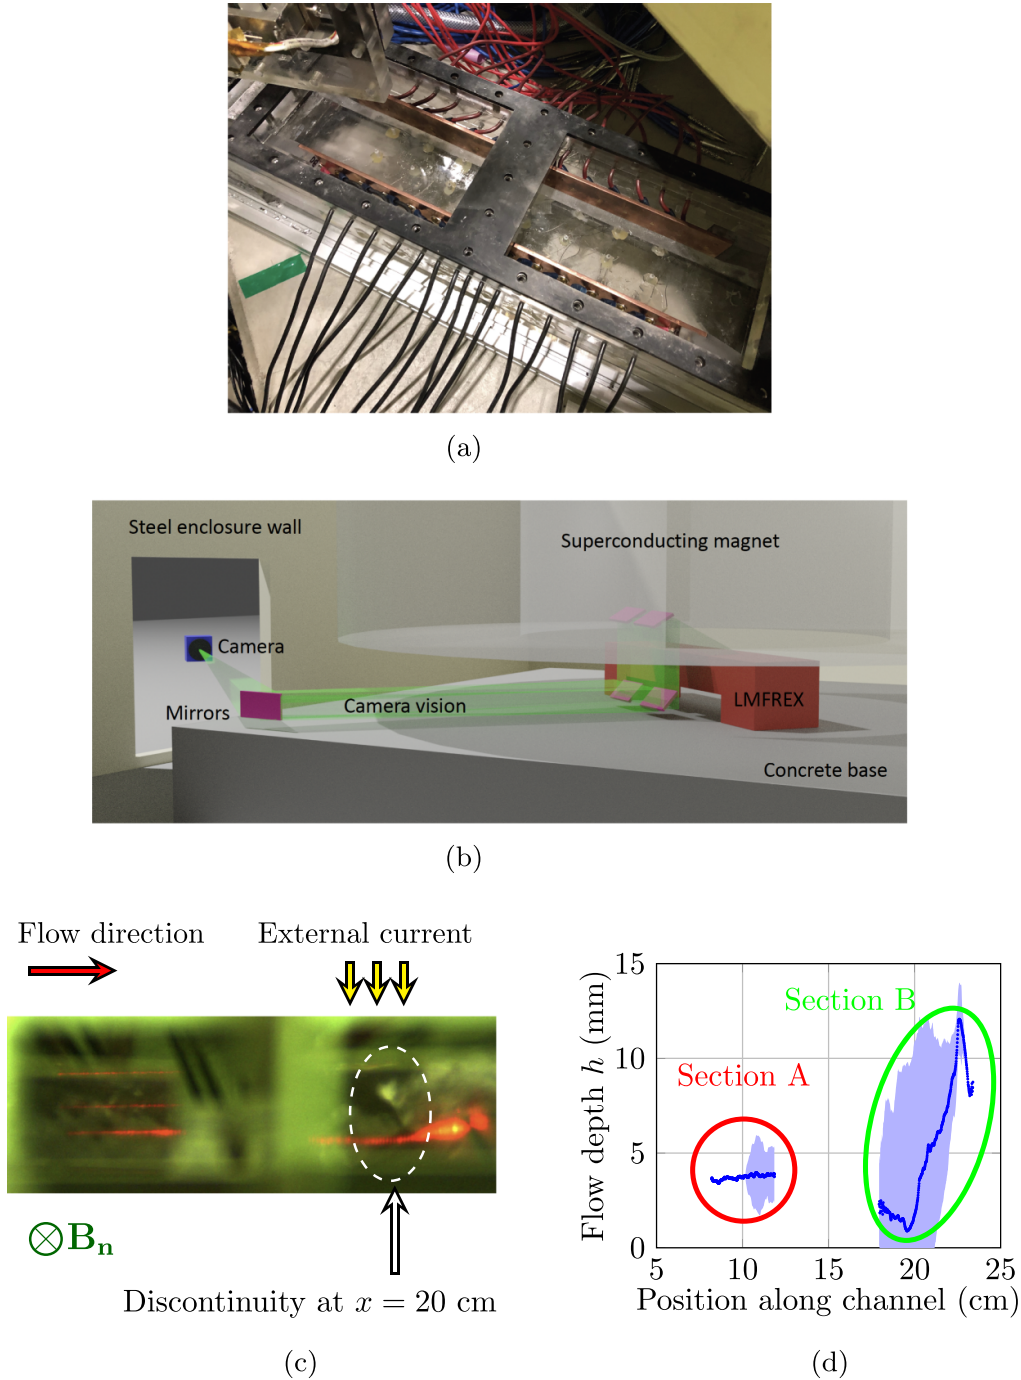 (a)
Steel enclosure wall
Superconducting magnet
Camera
Mirrors
Camera vision
LMFREX
Concrete base
(b)
Flow direction
External current
⊗Bₙ
Discontinuity at x = 20 cm
(c)
Flow depth h (mm)
15
10
5
0
Section B
Section A
5 10 15 20 25
Position along channel (cm)
(d)